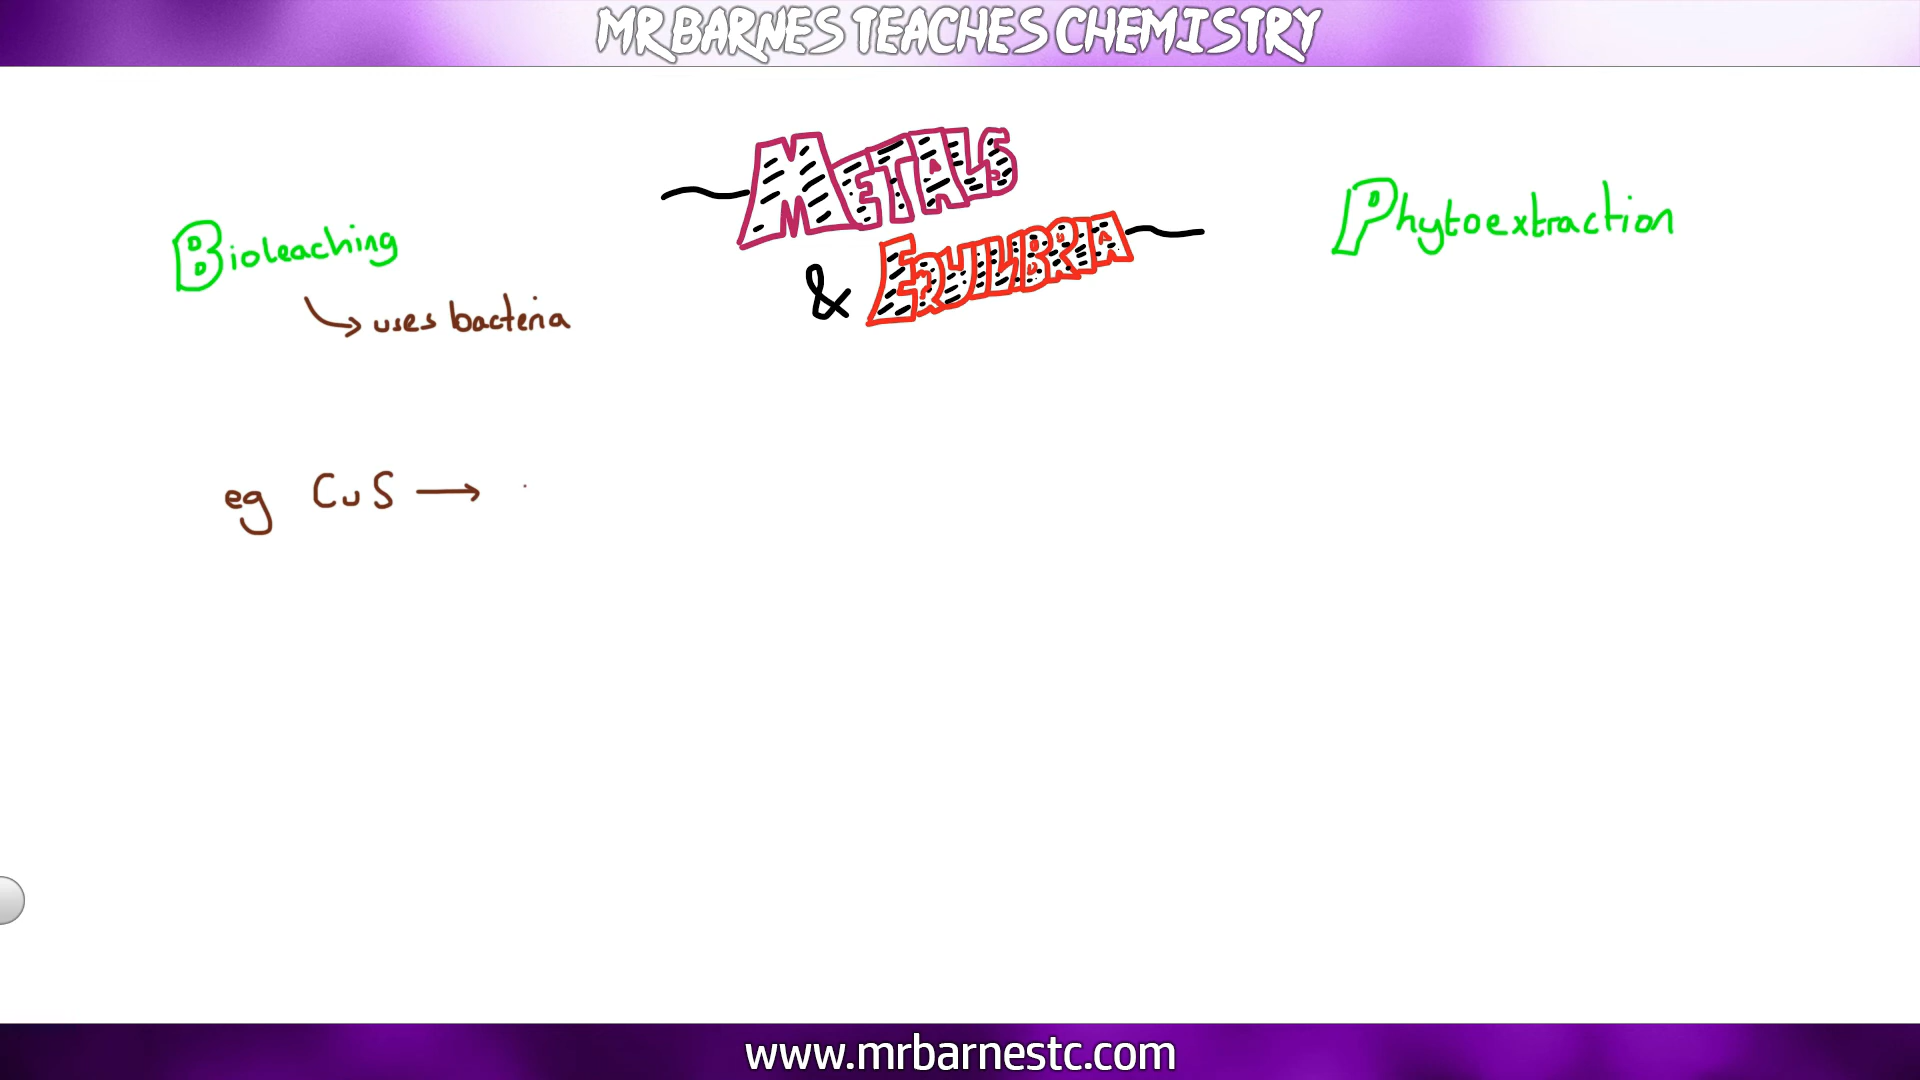 MR BARNES TEACHES CHEMISTRY
METALS
& EQUILIBRIA
Bioleaching
uses bacteria
eg CuS →
Phytoextraction
www.mrbarnestc.com